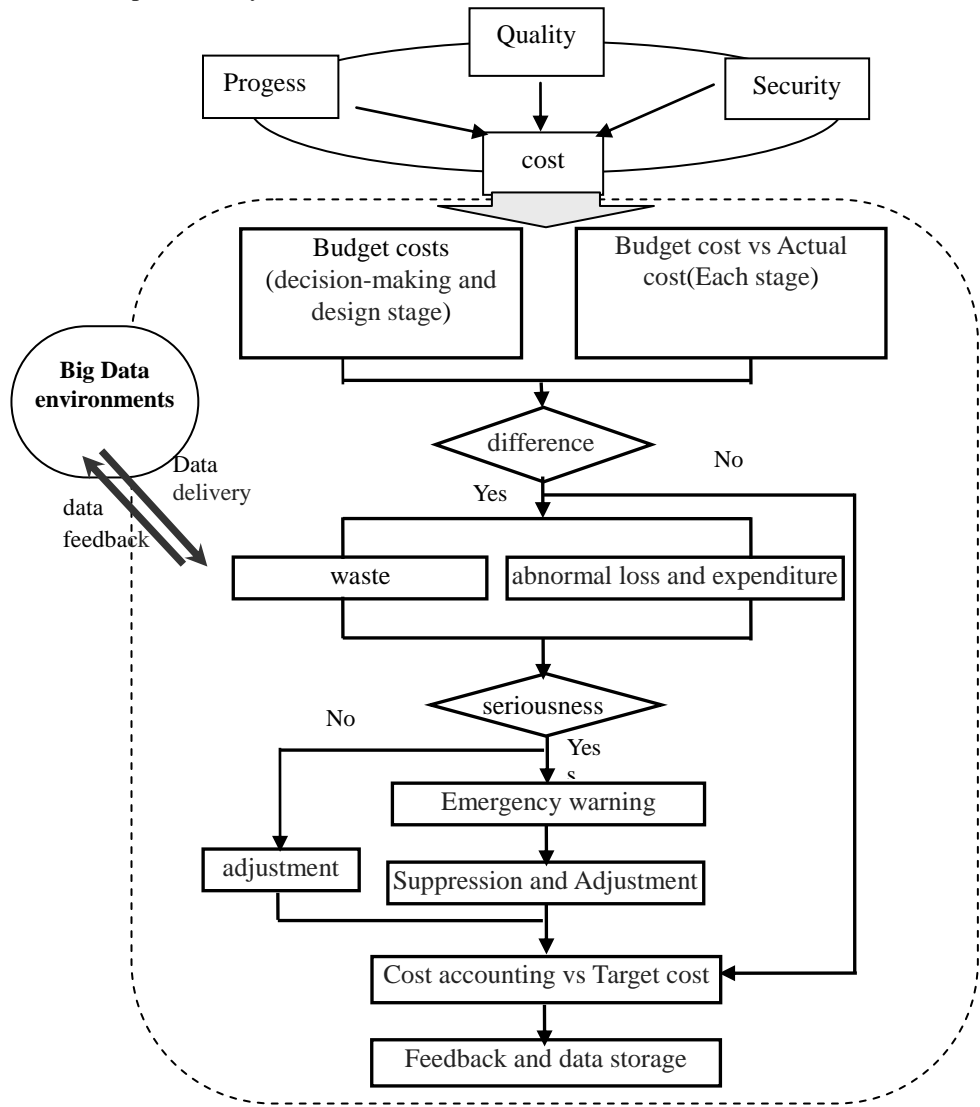 Quality
Progess
Security
cost
Budget costs
(decision-making and
design stage)
Budget cost vs Actual
cost(Each stage)
Big Data
environments
Data
delivery
data
feedback
difference
No
Yes
waste
abnormal loss and expenditure
seriousness
No
Yes
s
Emergency warning
adjustment
Suppression and Adjustment
Cost accounting vs Target cost
Feedback and data storage